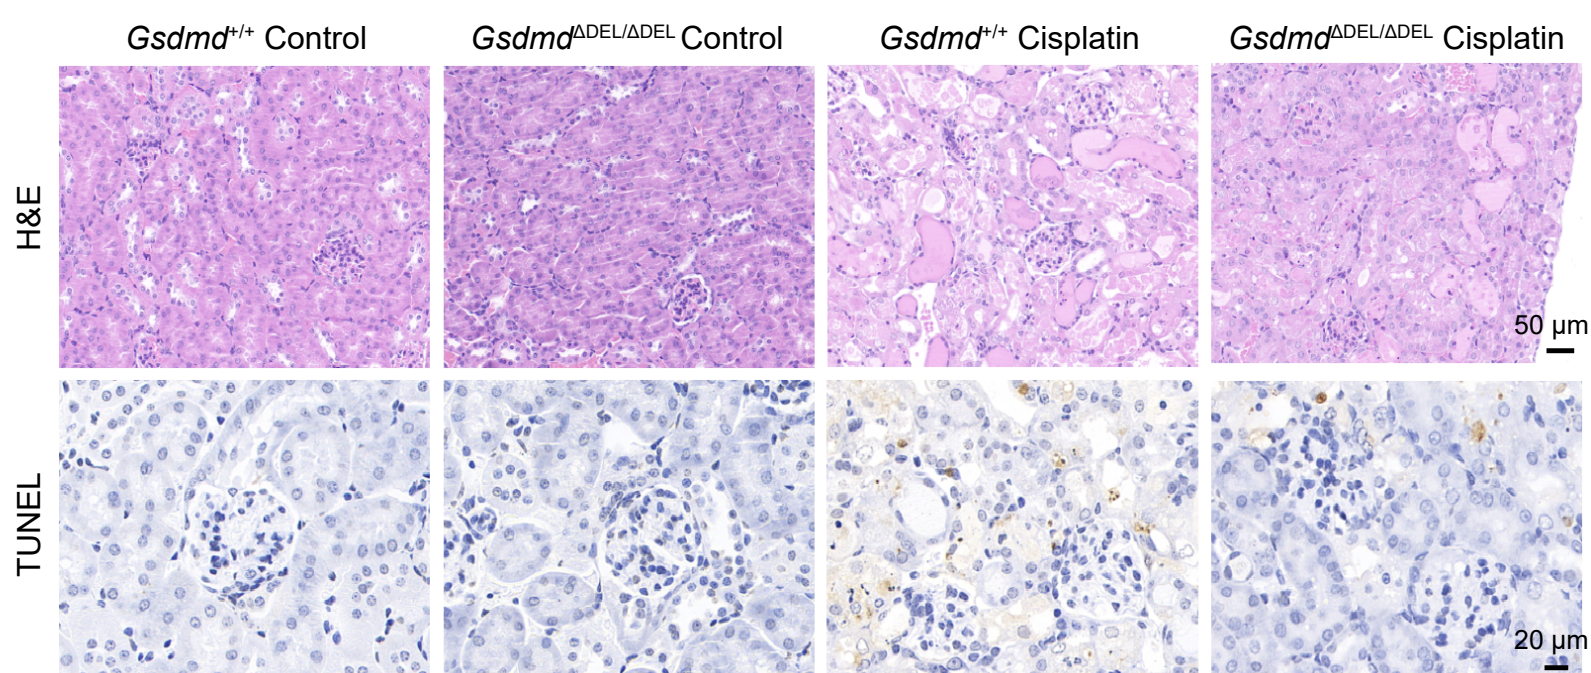 Gsdmd+/+ Control
GsdmdΔDEL/ΔDEL Control
Gsdmd+/+ Cisplatin
GsdmdΔDEL/ΔDEL Cisplatin
H&E
50 µm
TUNEL
20 µm